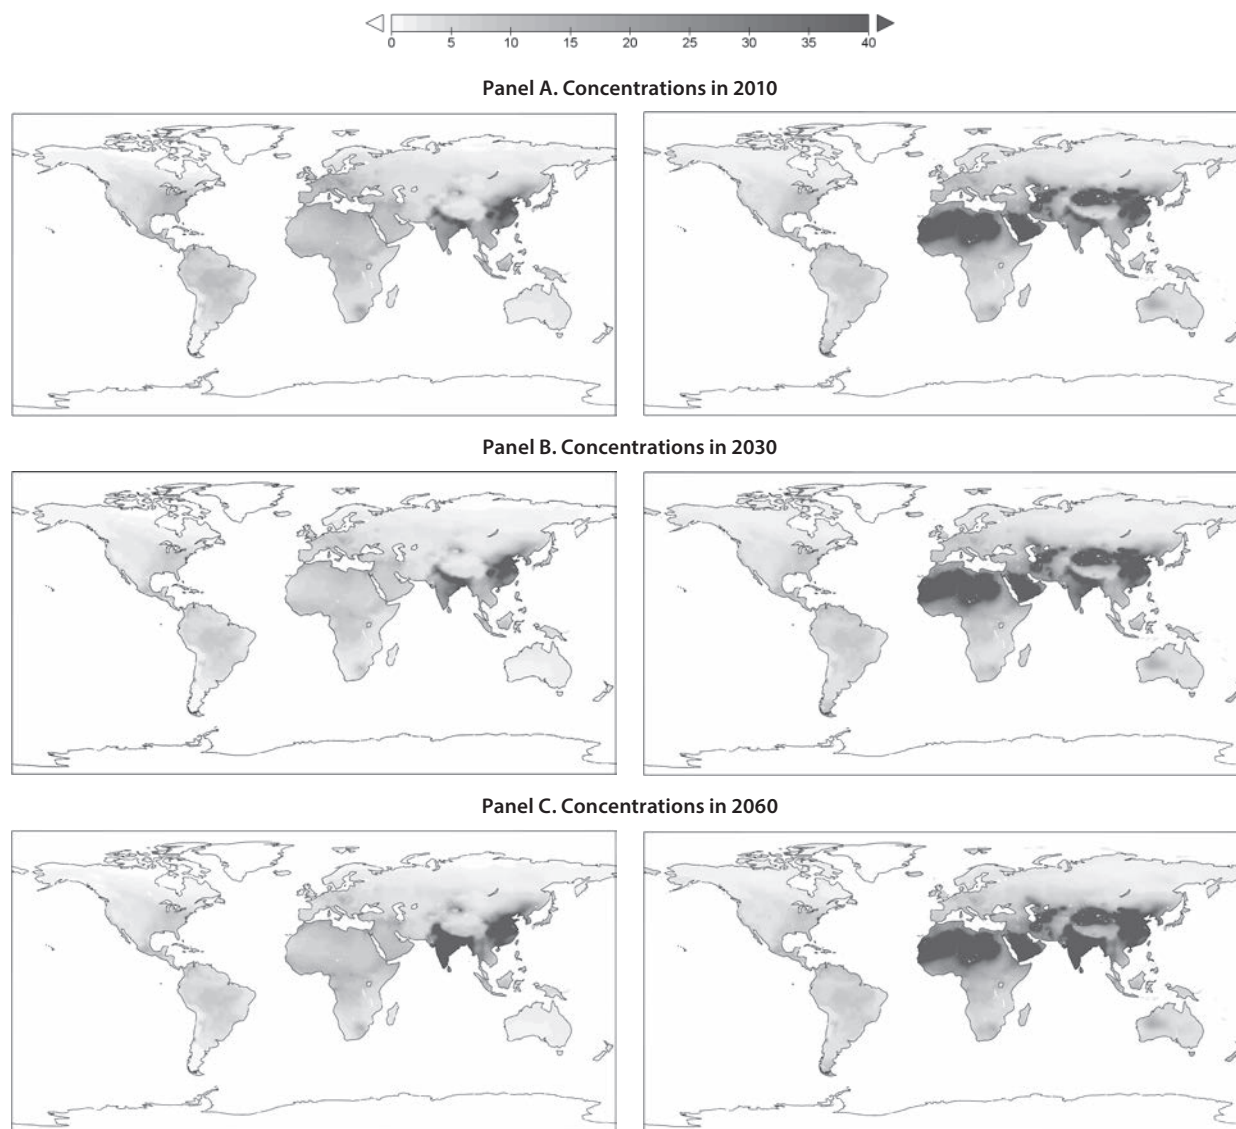 0 5 10 15 20 25 30 35 40
Panel A. Concentrations in 2010
Panel B. Concentrations in 2030
Panel C. Concentrations in 2060